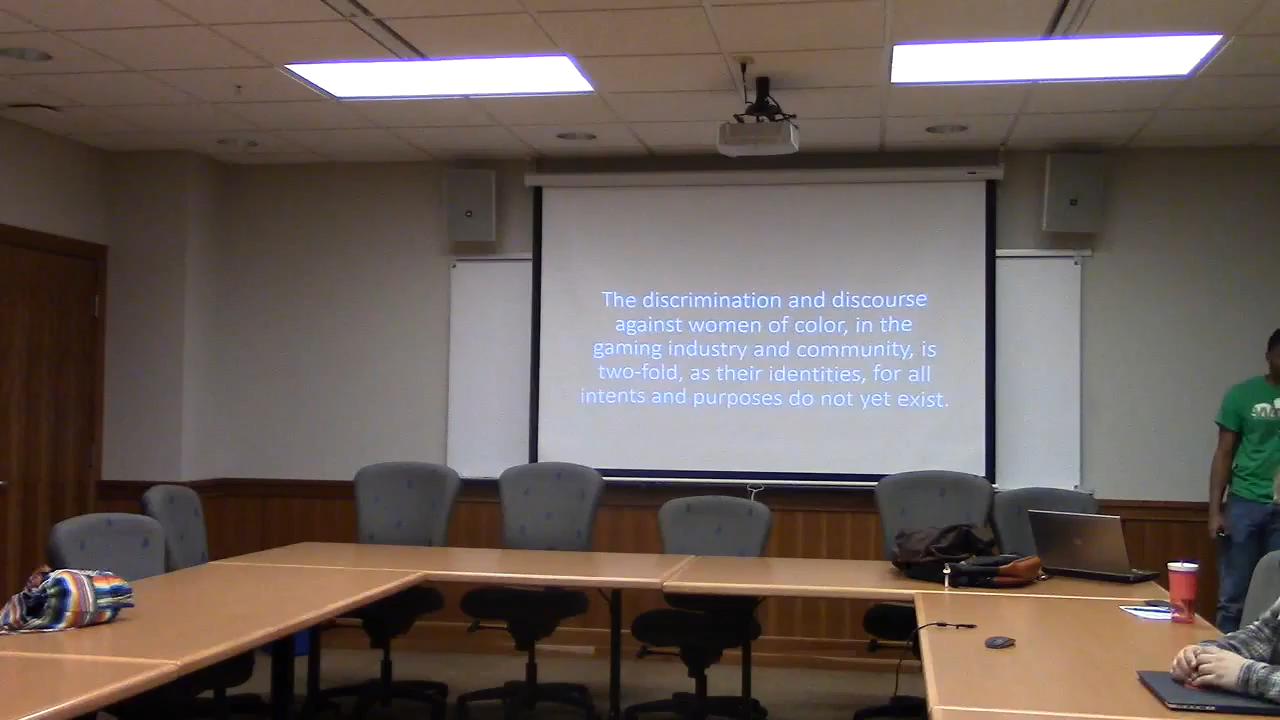 The discrimination and discourse
against women of color, in the
gaming industry and community, is
two-fold, as their identities, for all
intents and purposes do not yet exist.